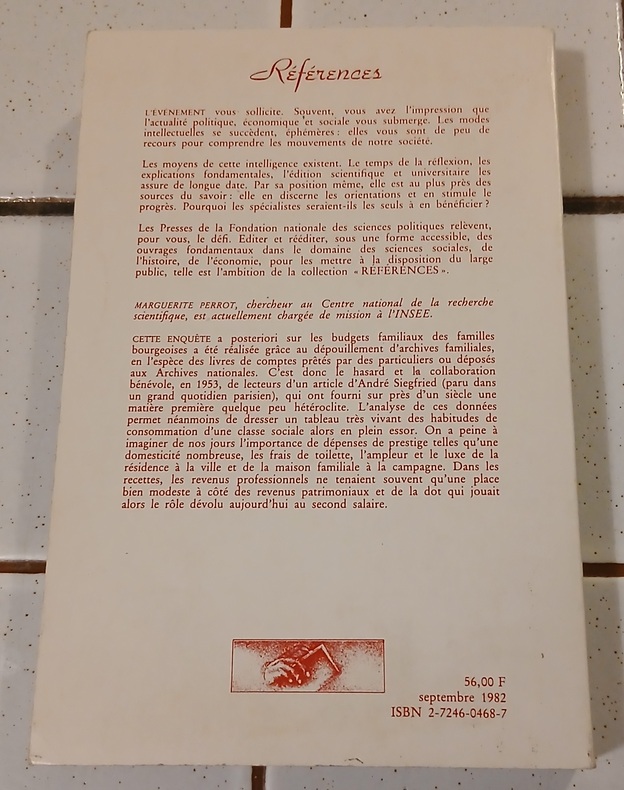 Références
L'ÉVÉNEMENT vous sollicite. Souvent, vous avez l'impression que
l'actualité politique, économique et sociale vous submerge. Les modes
intellectuelles se succèdent, éphémères : elles vous sont de peu de
recours pour comprendre les mouvements de notre société.
Les moyens de cette intelligence existent. Le temps de la réflexion, les
explications fondamentales, l'édition scientifique et universitaire les
assure de longue date. Par sa position même, elle est au plus près des
sources du savoir : elle en discerne les orientations et en stimule le
progrès. Pourquoi les spécialistes seraient-ils les seuls à en bénéficier ?
Les Presses de la Fondation nationale des sciences politiques relèvent,
pour vous, le défi. Editer et rééditer, sous une forme accessible, des
ouvrages fondamentaux dans le domaine des sciences sociales, de
l'histoire, de l'économie, pour les mettre à la disposition du large
public, telle est l'ambition de la collection « RÉFÉRENCES ».
MARGUERITE PERROT, chercheur au Centre national de la recherche
scientifique, est actuellement chargée de mission à l'INSEE.
CETTE ENQUÊTE a posteriori sur les budgets familiaux des familles
bourgeoises a été réalisée grâce au dépouillement d'archives familiales,
en l'espèce des livres de comptes prêtés par des particuliers ou déposés
aux Archives nationales. C'est donc le hasard et la collaboration
bénévole, en 1953, de lecteurs d'un article d'André Siegfried (paru dans
un grand quotidien parisien), qui ont fourni sur près d'un siècle une
matière première quelque peu hétéroclite. L'analyse de ces données
permet néanmoins de dresser un tableau très vivant des habitudes de
consommation d'une classe sociale alors en plein essor. On a peine à
imaginer de nos jours l'importance de dépenses de prestige telles qu'une
domesticité nombreuse, les frais de toilette, l'ampleur et le luxe de la
résidence à la ville et de la maison familiale à la campagne. Dans les
recettes, les revenus professionnels ne tenaient souvent qu'une place
bien modeste à côté des revenus patrimoniaux et de la dot qui jouait
alors le rôle dévolu aujourd'hui au second salaire.
56,00 F
septembre 1982
ISBN 2-7246-0468-7